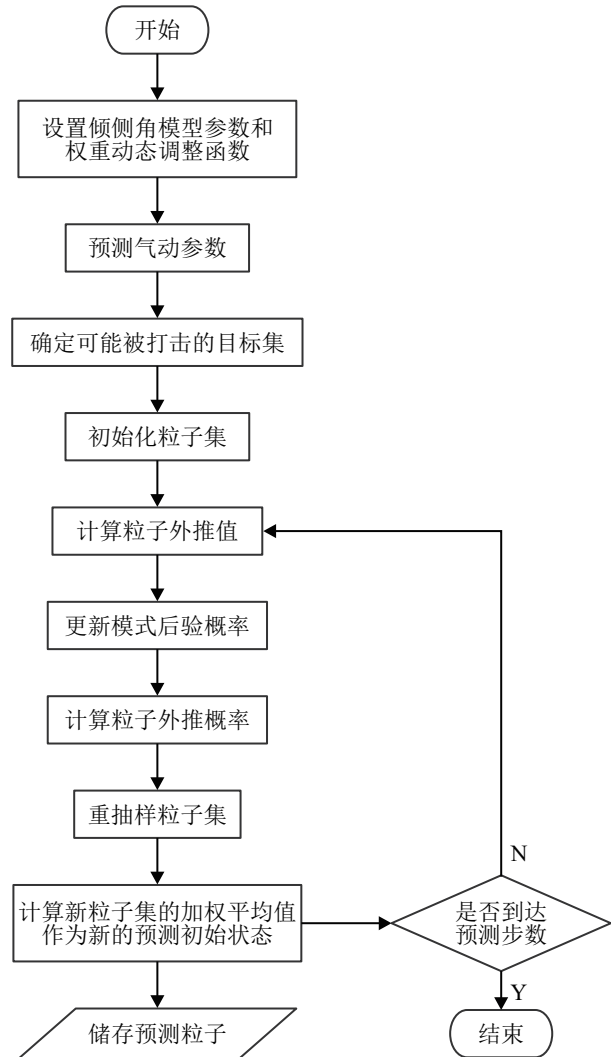 开始
设置倾侧角模型参数和
权重动态调整函数
预测气动参数
确定可能被打击的目标集
初始化粒子集
计算粒子外推值
更新模式后验概率
计算粒子外推概率
重抽样粒子集
计算新粒子集的加权平均值
作为新的预测初始状态
储存预测粒子
N
是否到达
预测步数
Y
结束